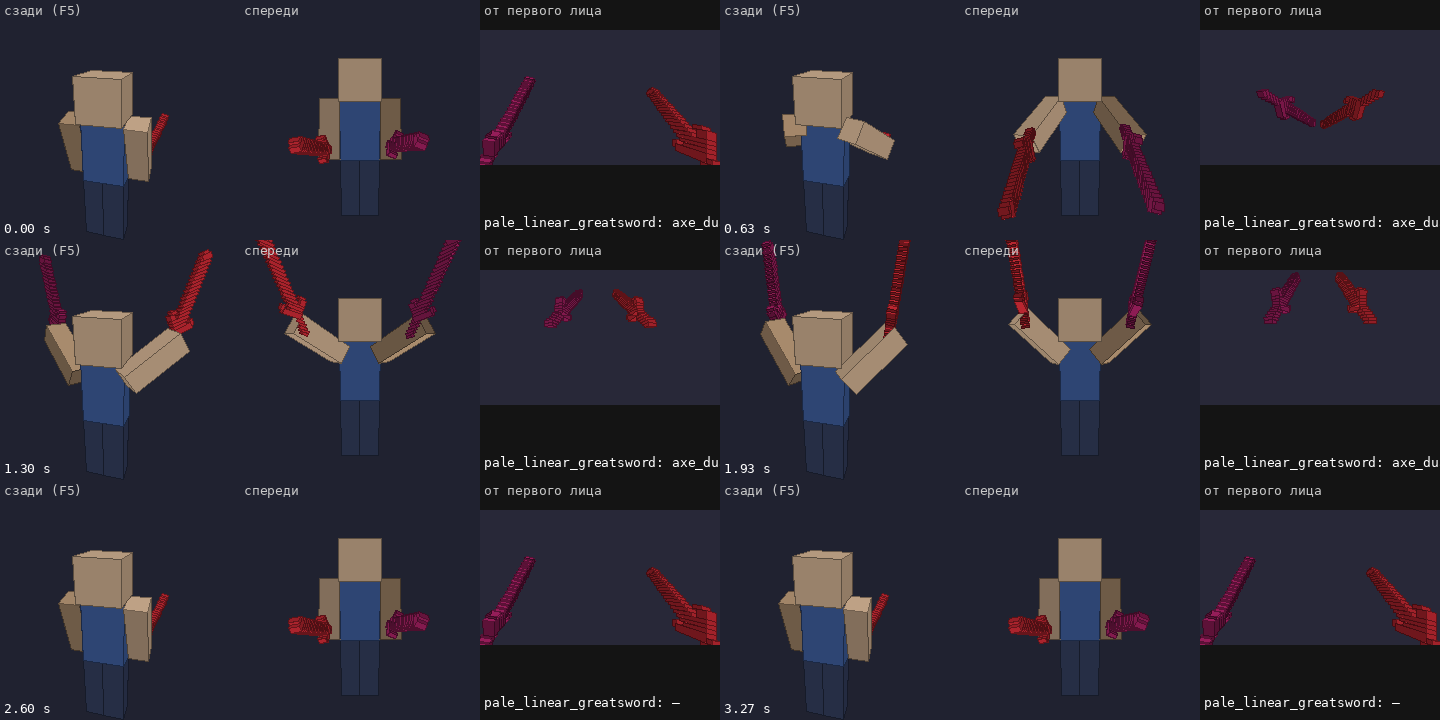 сзади (F5) спереди от первого лица сзади (F5) спереди от первого лица
0.00 s pale_linear_greatsword: axe_du 0.63 s pale_linear_greatsword: axe_du
сзади (F5) спереди от первого лица сзади (F5) спереди от первого лица
1.30 s pale_linear_greatsword: axe_du 1.93 s pale_linear_greatsword: axe_du
сзади (F5) спереди от первого лица сзади (F5) спереди от первого лица
2.60 s pale_linear_greatsword: — 3.27 s pale_linear_greatsword: —